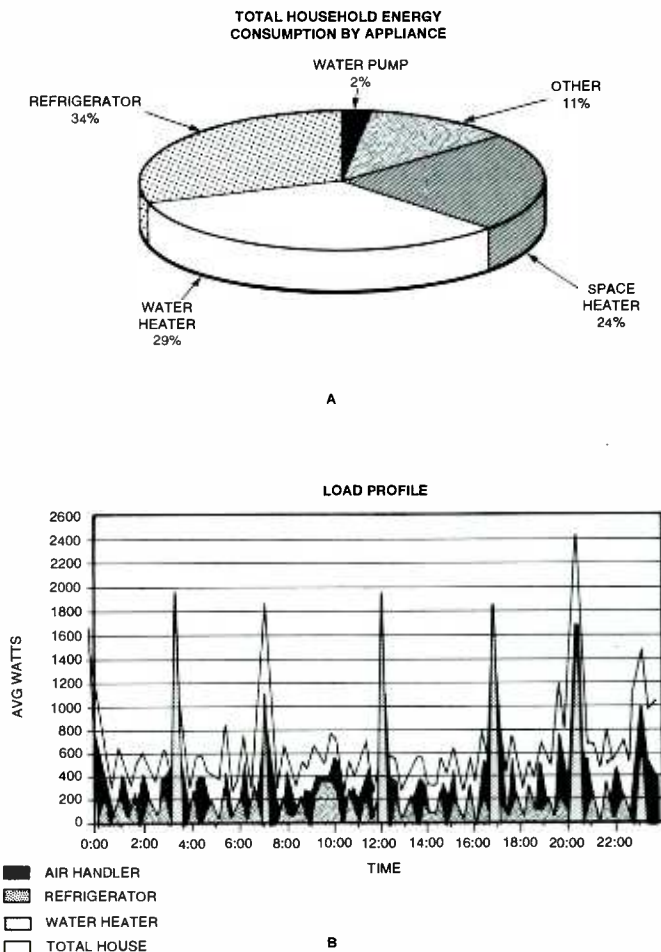 TOTAL HOUSEHOLD ENERGY
CONSUMPTION BY APPLIANCE
WATER PUMP
2%
REFRIGERATOR
34%
OTHER
11%
WATER
HEATER
29%
SPACE
HEATER
24%
A
LOAD PROFILE
2600
2400
2200
2000
1800
1600
1400
1200
1000
800
600
400
200
0
AVG WATTS
0:00 2:00 4:00 6:00 8:00 10:00 12:00 14:00 16:00 18:00 20:00 22:00
TIME
AIR HANDLER
REFRIGERATOR
WATER HEATER
TOTAL HOUSE
B